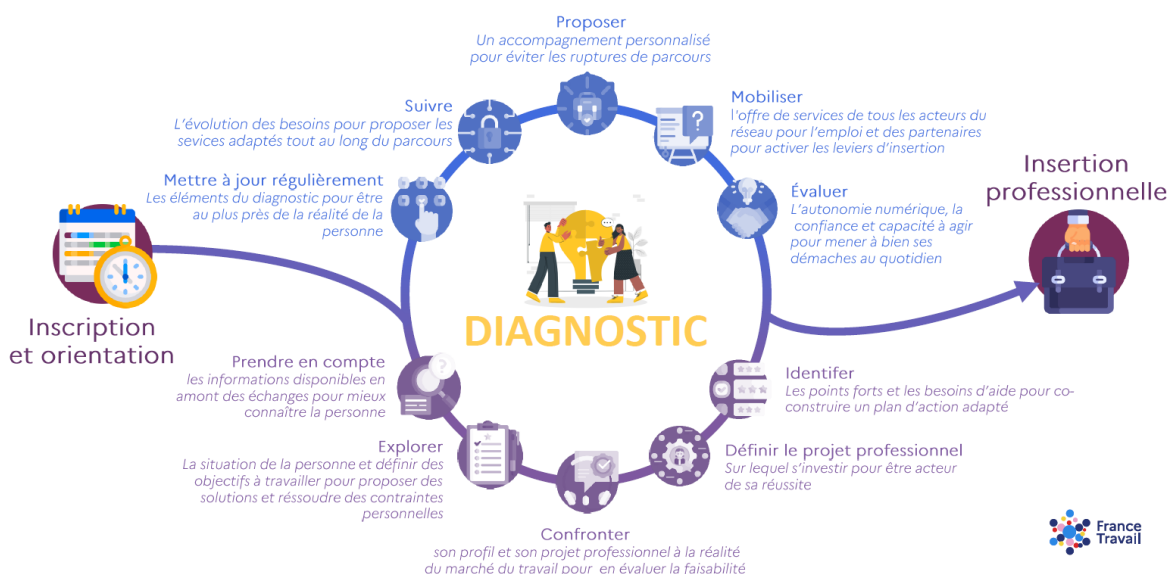 Proposer
Un accompagnement personnalisé
pour éviter les ruptures de parcours
Suivre
L'évolution des besoins pour proposer les
sevices adaptés tout au long du parcours
Mobiliser
l'offre de services de tous les acteurs du
réseau pour l'emploi et des partenaires
pour activer les leviers d'insertion
Mettre à jour régulièrement
Les éléments du diagnostic pour être
au plus près de la réalité de la
personne
Évaluer
L'autonomie numérique, la
confiance et capacité à agir
pour mener à bien ses
démaches au quotidien
Insertion
professionnelle
Inscription
et orientation
DIAGNOSTIC
Prendre en compte
les informations disponibles en
amont des échanges pour mieux
connaître la personne
Identifer
Les points forts et les besoins d'aide pour co-
construire un plan d'action adapté
Explorer
La situation de la personne et définir des
objectifs à travailler pour proposer des
solutions et réssoudre des contraintes
personnelles
Définir le projet professionnel
Sur lequel s'investir pour être acteur
de sa réussite
Confronter
son profil et son projet professionnel à la réalité
du marché du travail pour en évaluer la faisabilité
France
Travail